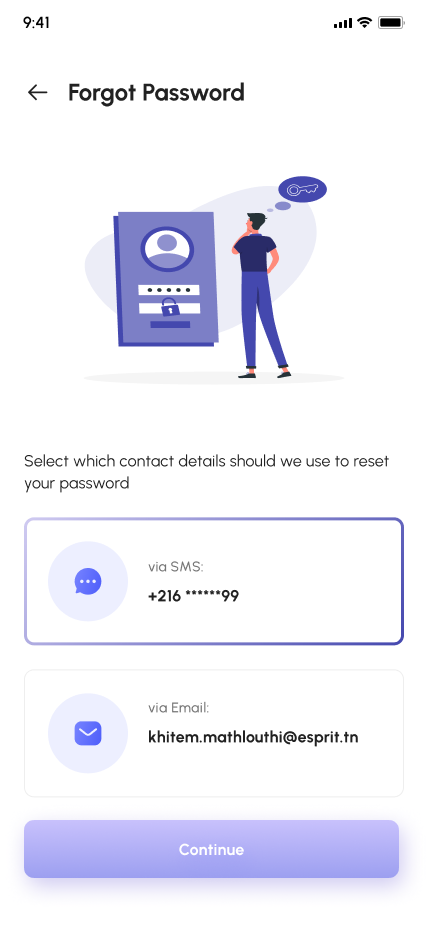 9:41
Forgot Password
Select which contact details should we use to reset
your password
via SMS:
+216 ******99
via Email:
khitem.mathlouthi@esprit.tn
Continue